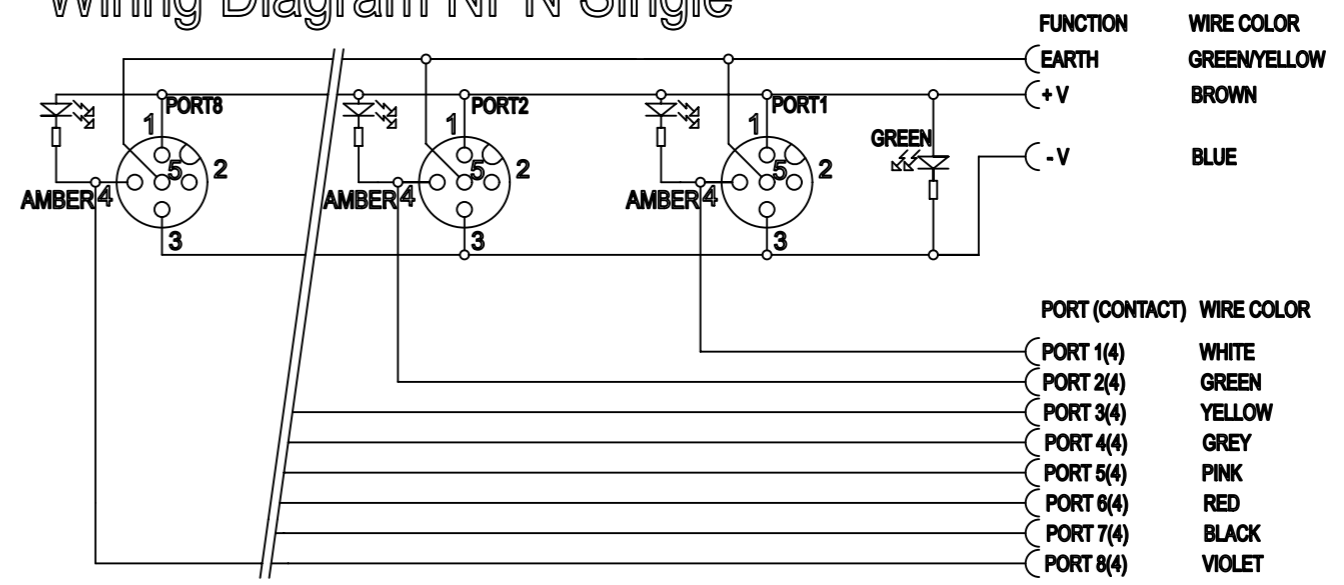 Wiring Diagram NPN Single
FUNCTION WIRE COLOR
EARTH GREEN/YELLOW
+ V BROWN
- V BLUE
PORT8
1
5
2
AMBER 4
3
PORT2
1
5
2
AMBER 4
3
PORT1
1
5
2
AMBER 4
3
GREEN
PORT (CONTACT) WIRE COLOR
PORT 1(4) WHITE
PORT 2(4) GREEN
PORT 3(4) YELLOW
PORT 4(4) GREY
PORT 5(4) PINK
PORT 6(4) RED
PORT 7(4) BLACK
PORT 8(4) VIOLET